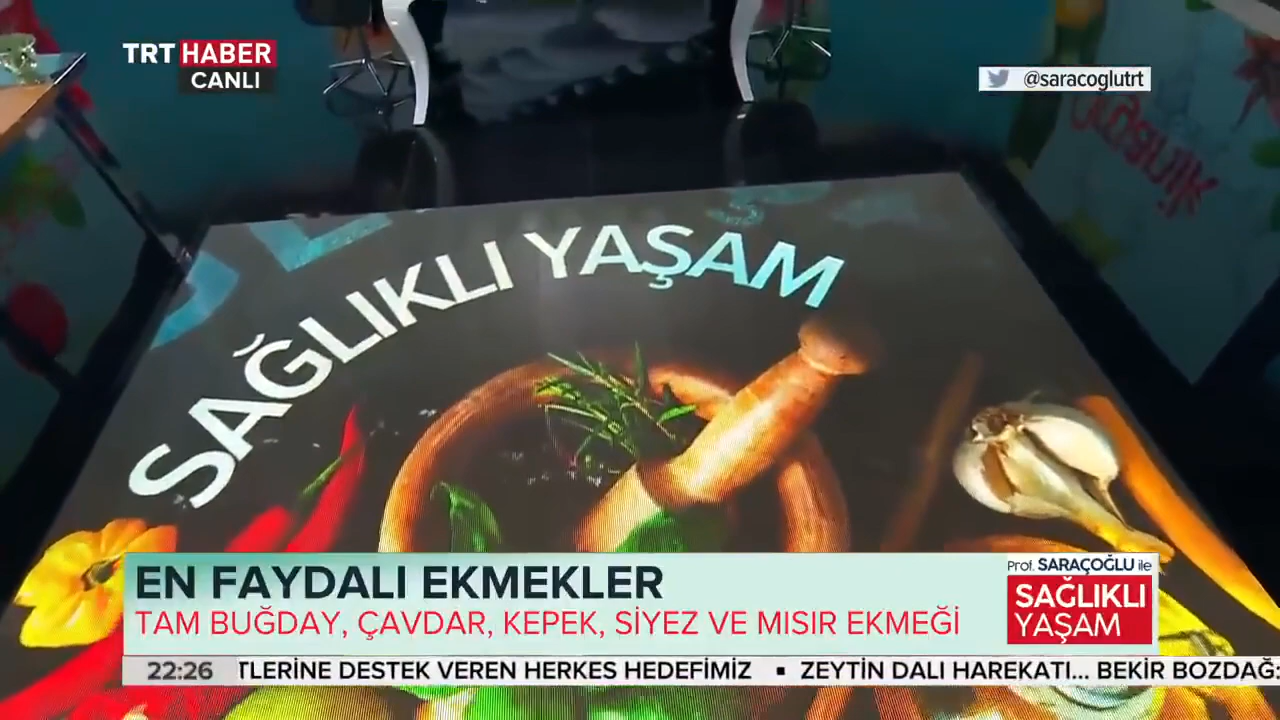 TRT HABER
CANLI
@saracoglutrt
SAĞLIKLI YAŞAM
EN FAYDALI EKMEKLER
TAM BUĞDAY, ÇAVDAR, KEPEK, SİYEZ VE MISIR EKMEĞİ
Prof. SARAÇOĞLU ile
SAĞLIKLI
YAŞAM
22:26 TLERİNE DESTEK VEREN HERKES HEDEFİMİZ ▪ ZEYTİN DALI HAREKATI... BEKİR BOZDAĞ: